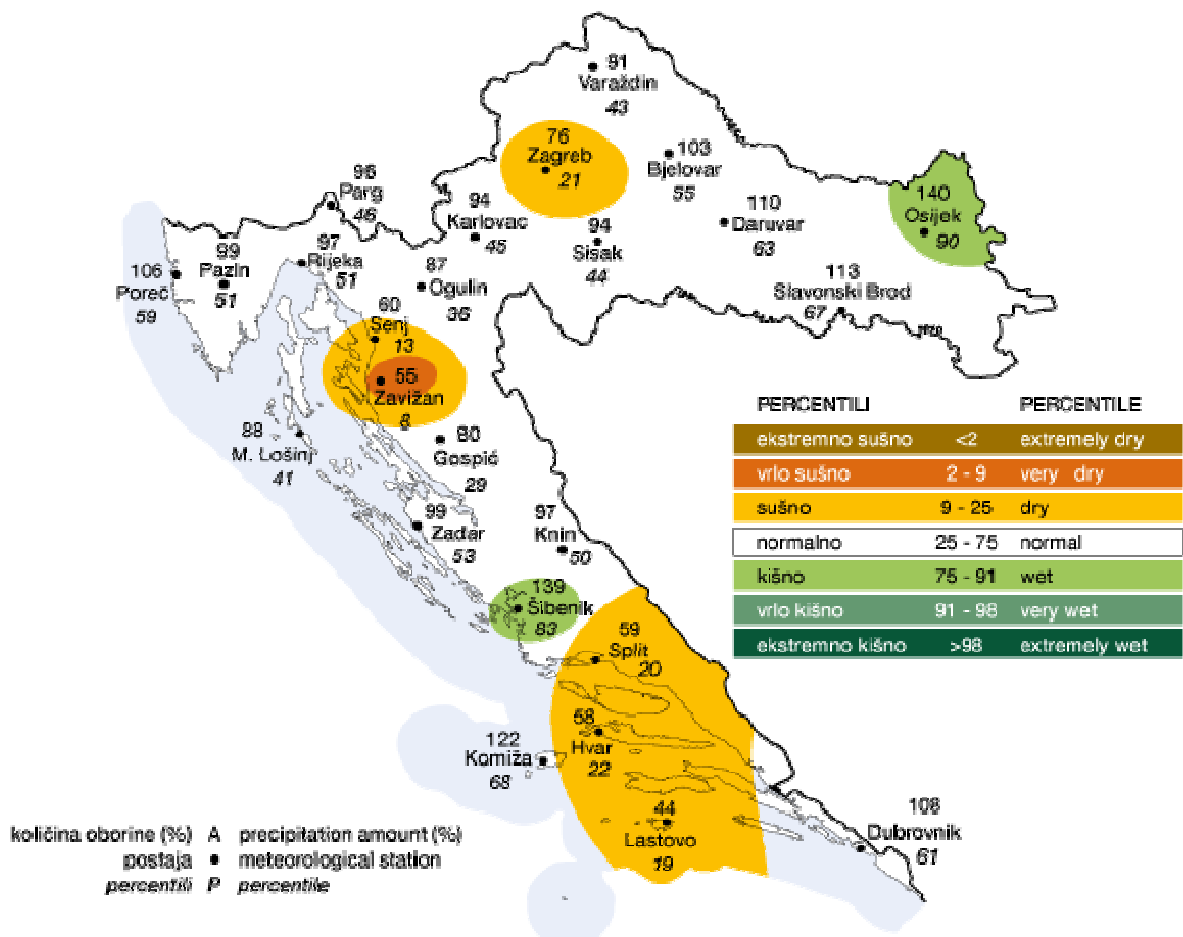 91
Varaždin
43
76
Zagreb
21
103
Bjelovar
55
96
Parg
46
94
Karlovac
45
94
Sisak
44
110
Daruvar
63
140
Osijek
90
99
Pazin
51
97
Rijeka
51
106
Poreč
59
87
Ogulin
36
113
Slavonski Brod
67
60
Senj
13
55
Zavižan
8
88
M. Lošinj
41
80
Gospić
29
99
Zadar
53
97
Knin
50
139
Šibenik
83
59
Split
20
58
Hvar
22
122
Komiža
68
44
Lastovo
19
108
Dubrovnik
61
PERCENTILI PERCENTILE
ekstremno sušno <2 extremely dry
vrlo sušno 2 - 9 very dry
sušno 9 - 25 dry
normalno 25 - 75 normal
kišno 75 - 91 wet
vrlo kišno 91 - 98 very wet
ekstremno kišno >98 extremely wet
količina oborine (%) A precipitation amount (%)
postaja • meteorological station
percentili P percentile